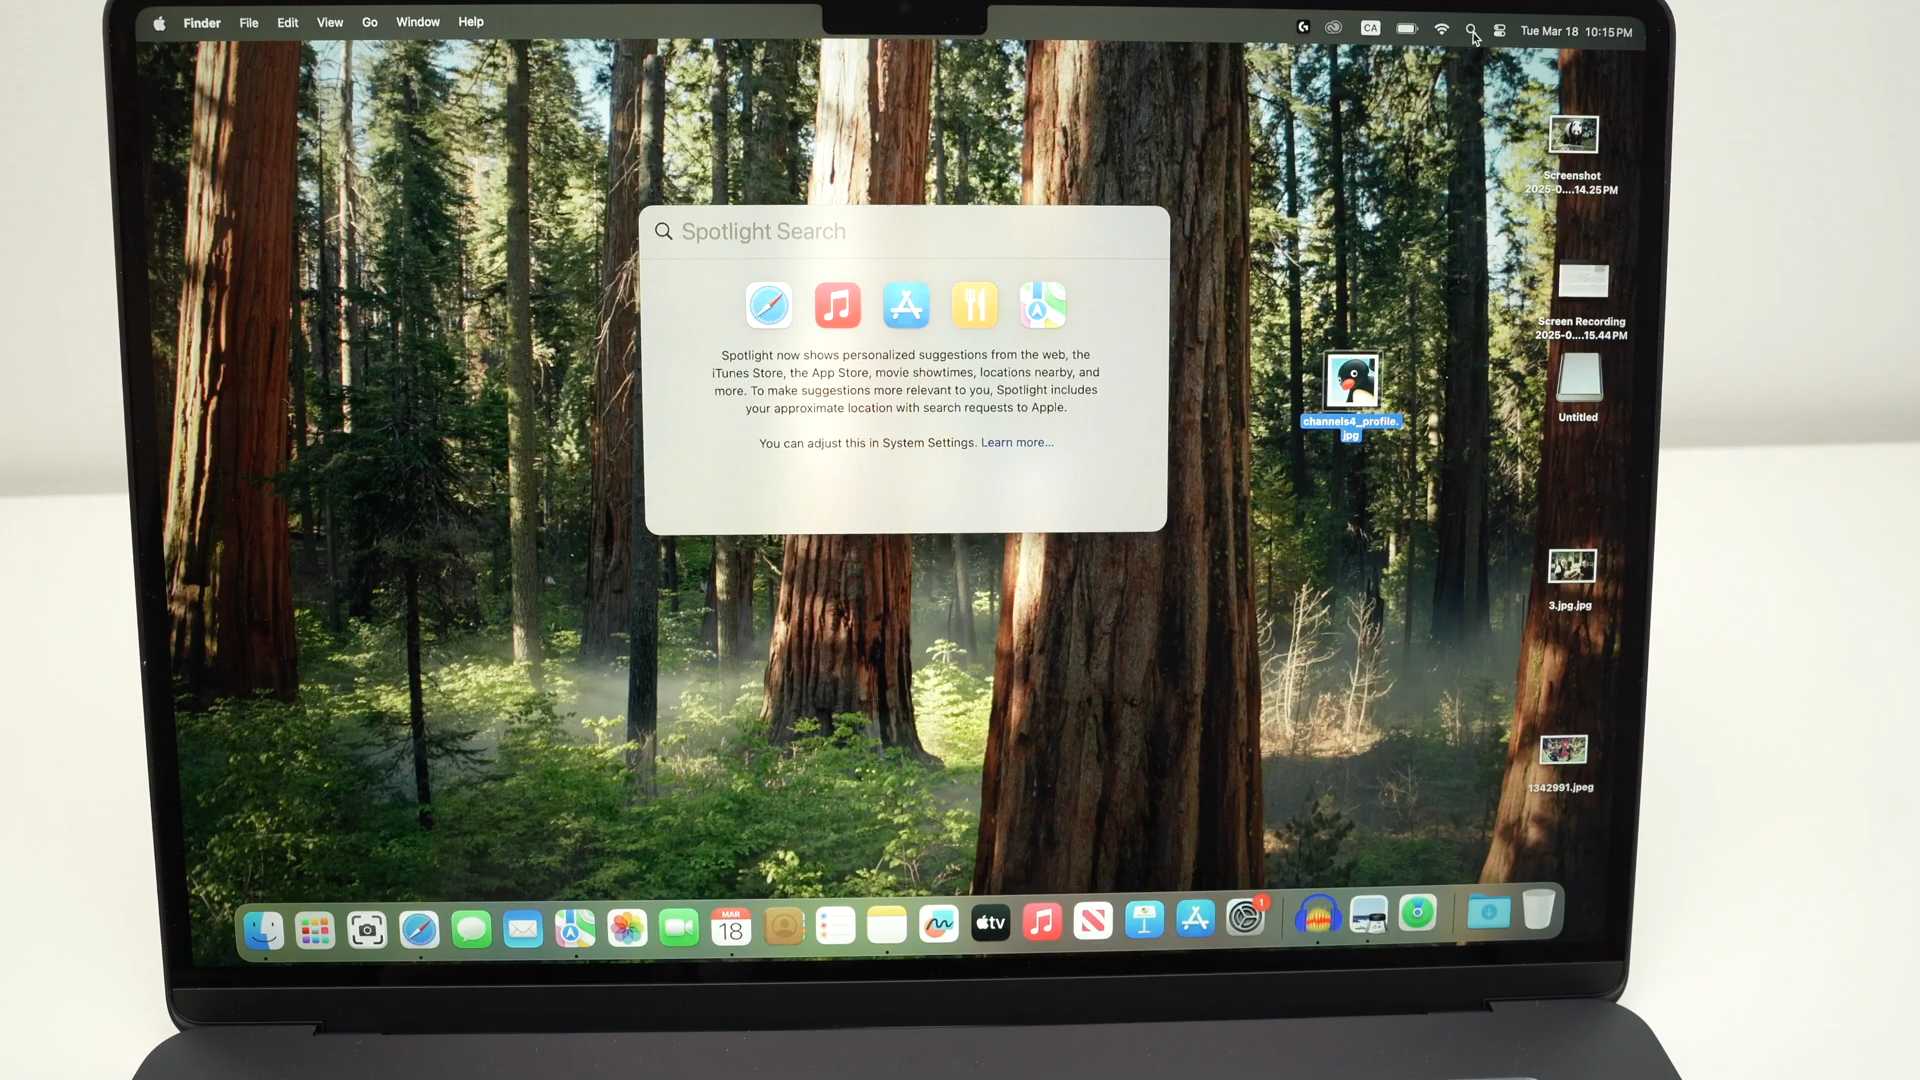 Finder File Edit View Go Window Help
CA
Tue Mar 18 10:15 PM
Spotlight Search
Spotlight now shows personalized suggestions from the web, the
iTunes Store, the App Store, movie showtimes, locations nearby, and
more. To make suggestions more relevant to you, Spotlight includes
your approximate location with search requests to Apple.
You can adjust this in System Settings. Learn more...
Screenshot
2025-0....14.25 PM
Screen Recording
2025-0....15.44 PM
channels4_profile.
jpg
Untitled
3.jpg.jpg
1342991.jpeg
MAR
18
tv
1